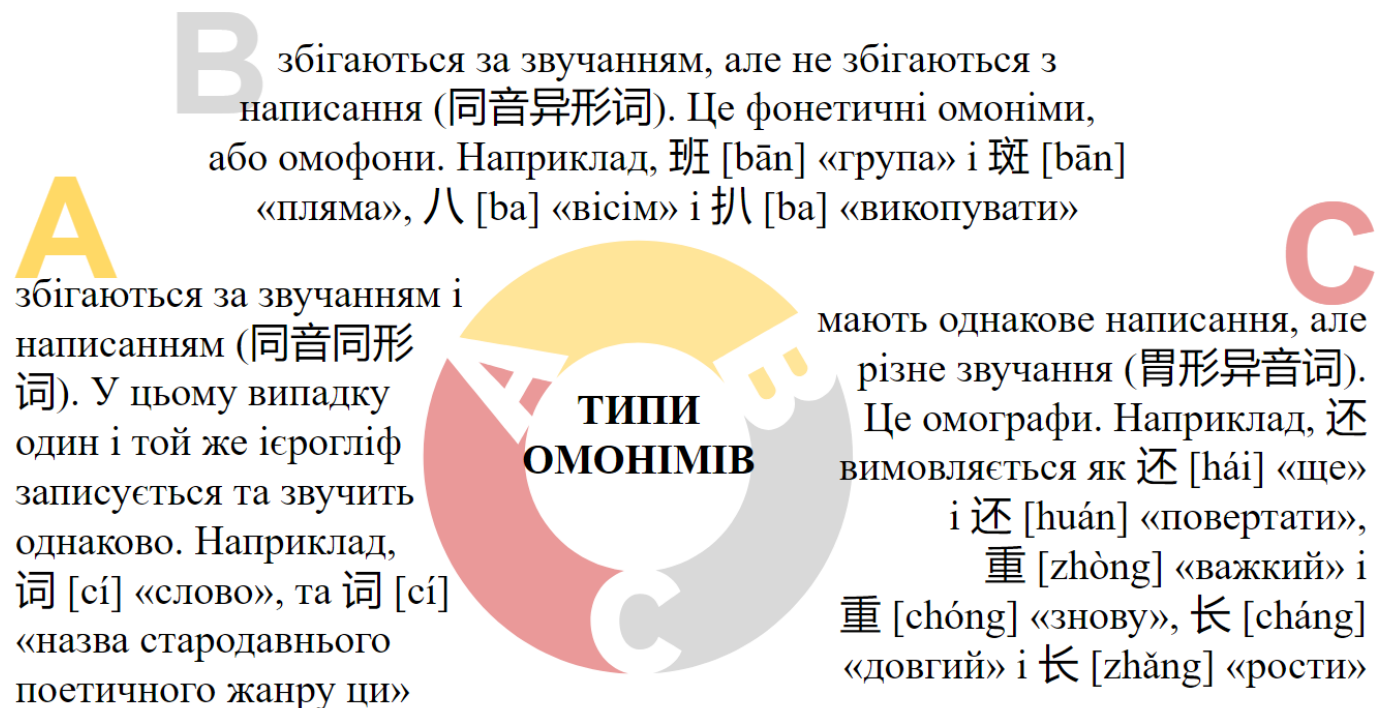 B
збігаються за звучанням, але не збігаються з
написання (同音异形词). Це фонетичні омоніми,
або омофони. Наприклад, 班 [bān] «група» і 斑 [bān]
«пляма», 八 [ba] «вісім» і 扒 [ba] «викопувати»
A
збігаються за звучанням і
написанням (同音同形
词). У цьому випадку
один і той же ієрогліф
записується та звучить
однаково. Наприклад,
词 [cí] «слово», та 词 [cí]
«назва стародавнього
поетичного жанру ци»
A
B
C
ТИПИ
ОМОНІМІВ
C
мають однакове написання, але
різне звучання (胃形异音词).
Це омографи. Наприклад, 还
вимовляється як 还 [hái] «ще»
і 还 [huán] «повертати»,
重 [zhòng] «важкий» і
重 [chóng] «знову», 长 [cháng]
«довгий» і 长 [zhǎng] «рости»